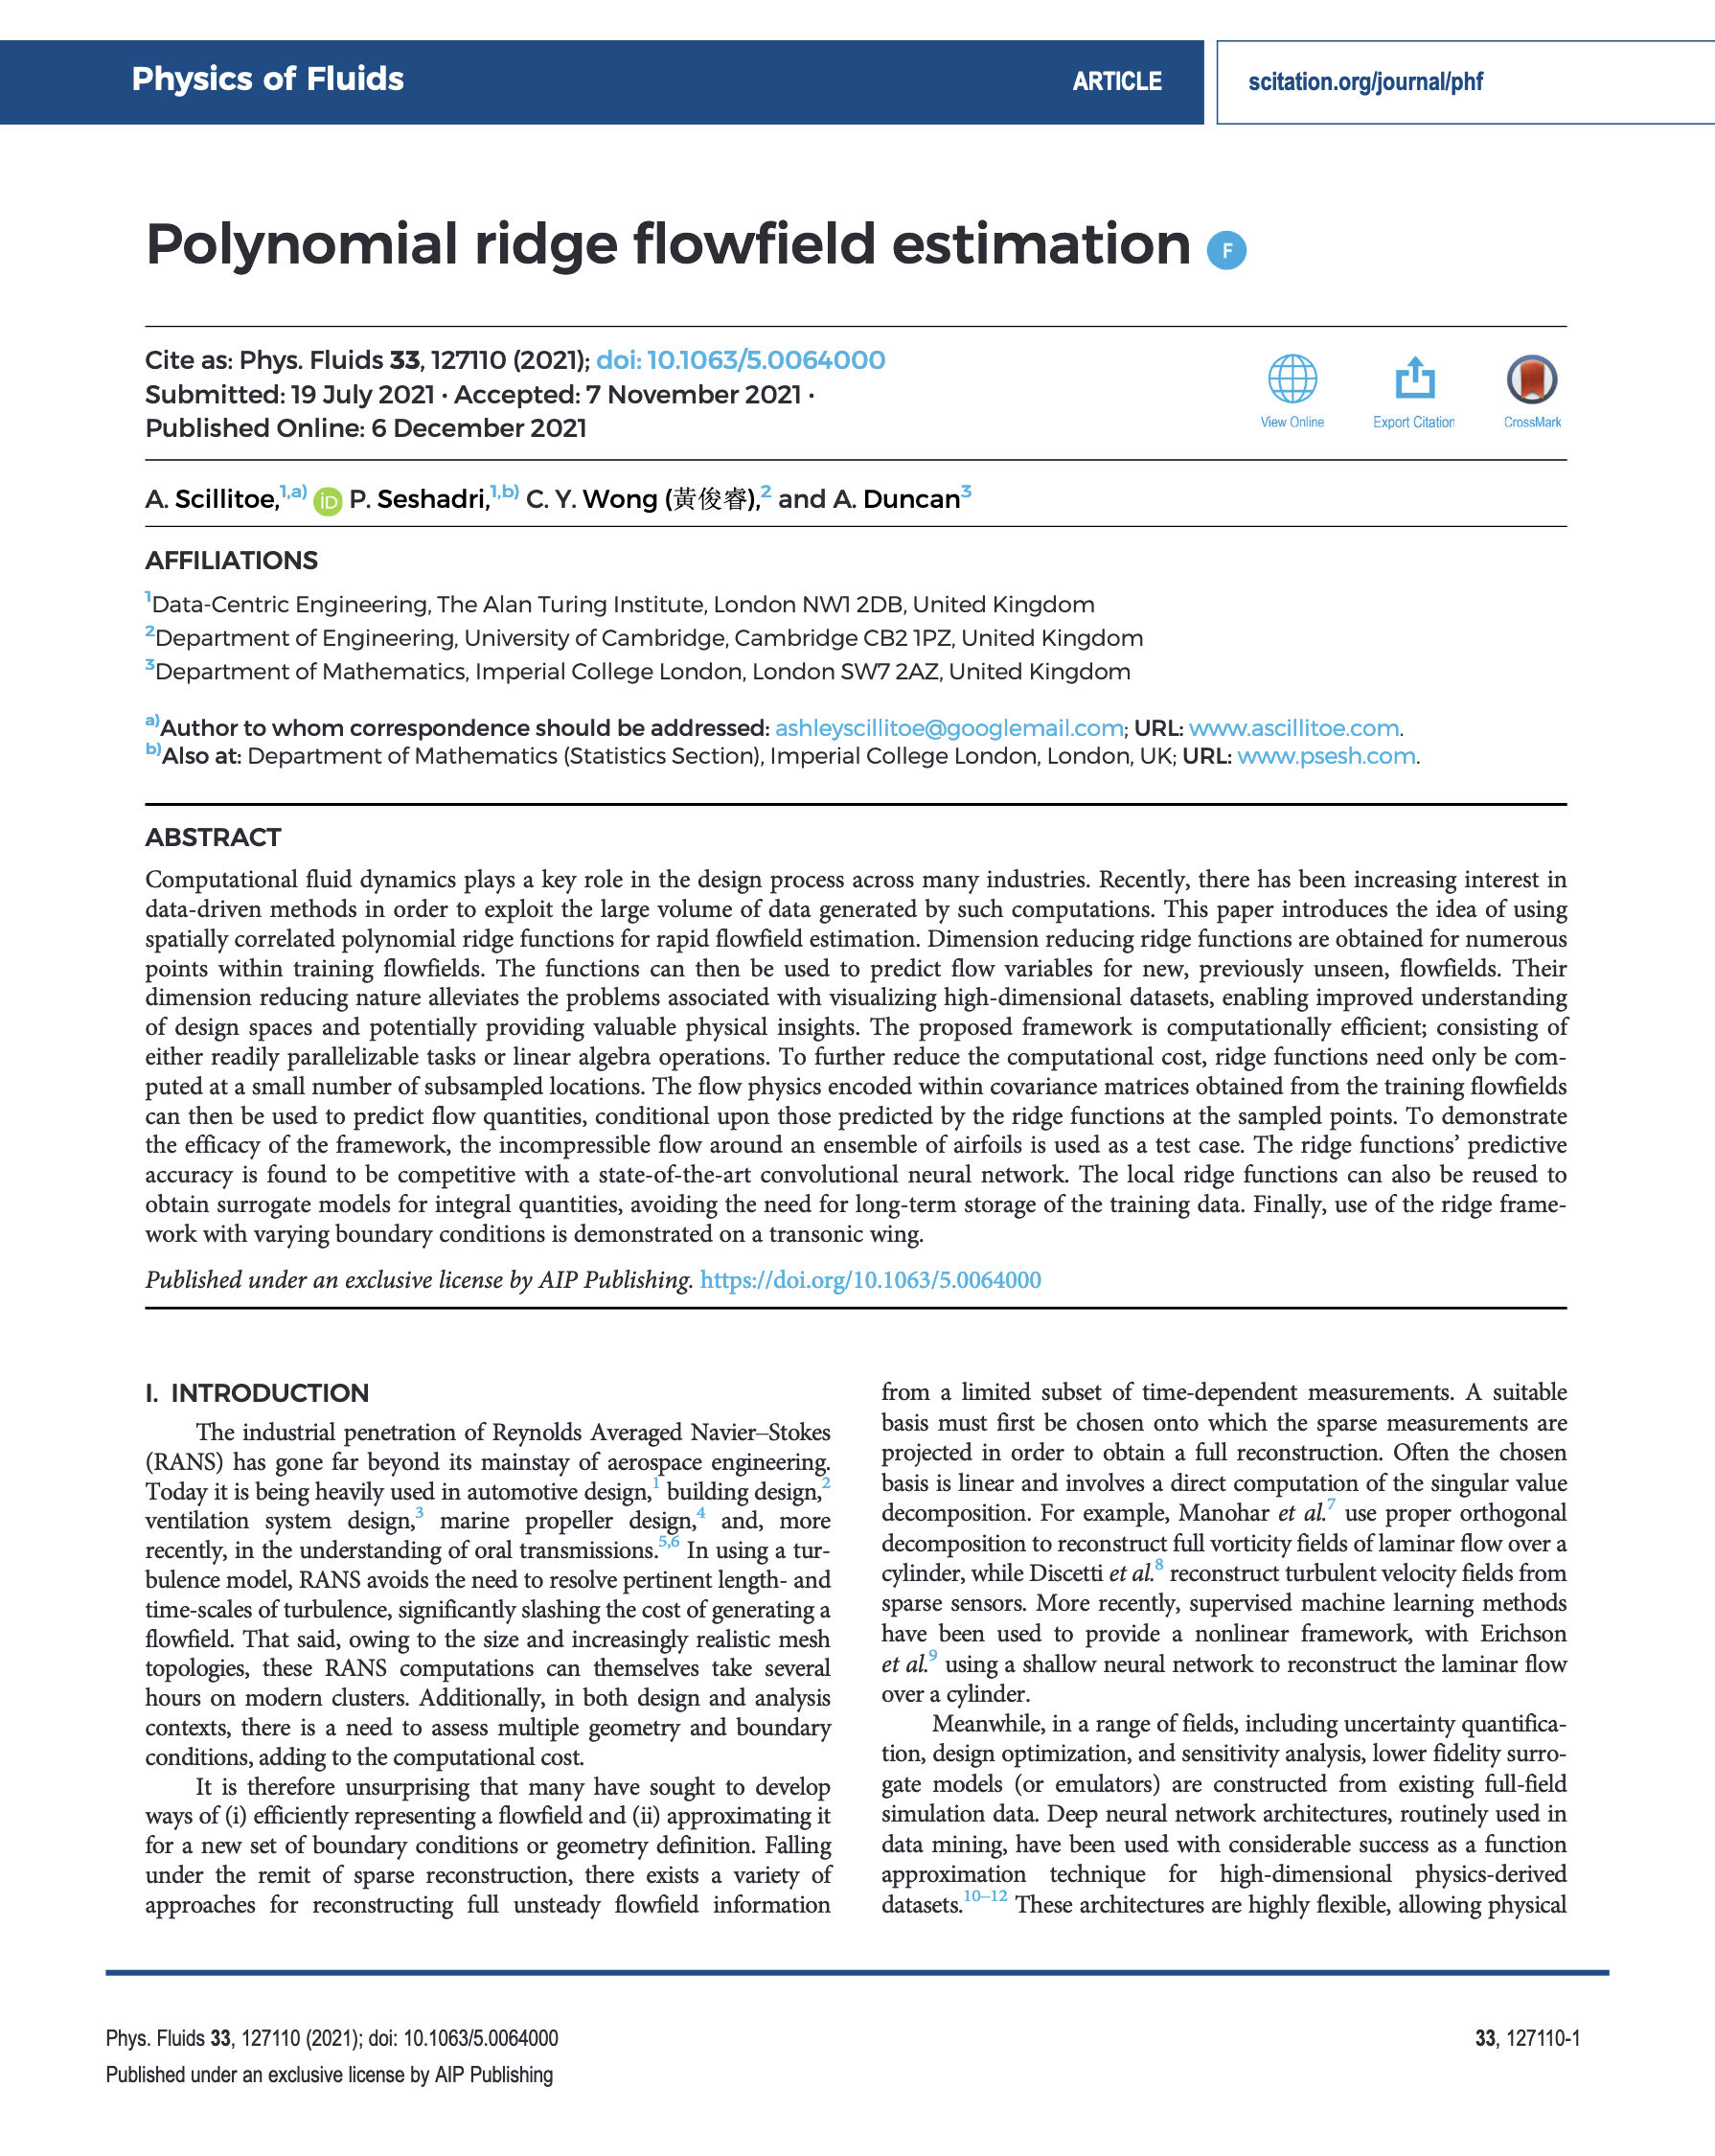 Physics of Fluids
ARTICLE
scitation.org/journal/phf
Polynomial ridge flowfield estimation F
Cite as: Phys. Fluids 33, 127110 (2021); doi: 10.1063/5.0064000
Submitted: 19 July 2021 · Accepted: 7 November 2021 ·
Published Online: 6 December 2021
View Online
Export Citation
CrossMark
A. Scillitoe,1,a) iD P. Seshadri,1,b) C. Y. Wong (黃俊睿),2 and A. Duncan3
AFFILIATIONS
1Data-Centric Engineering, The Alan Turing Institute, London NW1 2DB, United Kingdom
2Department of Engineering, University of Cambridge, Cambridge CB2 1PZ, United Kingdom
3Department of Mathematics, Imperial College London, London SW7 2AZ, United Kingdom
a)Author to whom correspondence should be addressed: ashleyscillitoe@googlemail.com; URL: www.ascillitoe.com.
b)Also at: Department of Mathematics (Statistics Section), Imperial College London, London, UK; URL: www.psesh.com.
ABSTRACT
Computational fluid dynamics plays a key role in the design process across many industries. Recently, there has been increasing interest in
data-driven methods in order to exploit the large volume of data generated by such computations. This paper introduces the idea of using
spatially correlated polynomial ridge functions for rapid flowfield estimation. Dimension reducing ridge functions are obtained for numerous
points within training flowfields. The functions can then be used to predict flow variables for new, previously unseen, flowfields. Their
dimension reducing nature alleviates the problems associated with visualizing high-dimensional datasets, enabling improved understanding
of design spaces and potentially providing valuable physical insights. The proposed framework is computationally efficient; consisting of
either readily parallelizable tasks or linear algebra operations. To further reduce the computational cost, ridge functions need only be com-
puted at a small number of subsampled locations. The flow physics encoded within covariance matrices obtained from the training flowfields
can then be used to predict flow quantities, conditional upon those predicted by the ridge functions at the sampled points. To demonstrate
the efficacy of the framework, the incompressible flow around an ensemble of airfoils is used as a test case. The ridge functions' predictive
accuracy is found to be competitive with a state-of-the-art convolutional neural network. The local ridge functions can also be reused to
obtain surrogate models for integral quantities, avoiding the need for long-term storage of the training data. Finally, use of the ridge frame-
work with varying boundary conditions is demonstrated on a transonic wing.
Published under an exclusive license by AIP Publishing. https://doi.org/10.1063/5.0064000
I. INTRODUCTION
The industrial penetration of Reynolds Averaged Navier–Stokes
(RANS) has gone far beyond its mainstay of aerospace engineering.
Today it is being heavily used in automotive design,1 building design,2
ventilation system design,3 marine propeller design,4 and, more
recently, in the understanding of oral transmissions.5,6 In using a tur-
bulence model, RANS avoids the need to resolve pertinent length- and
time-scales of turbulence, significantly slashing the cost of generating a
flowfield. That said, owing to the size and increasingly realistic mesh
topologies, these RANS computations can themselves take several
hours on modern clusters. Additionally, in both design and analysis
contexts, there is a need to assess multiple geometry and boundary
conditions, adding to the computational cost.
It is therefore unsurprising that many have sought to develop
ways of (i) efficiently representing a flowfield and (ii) approximating it
for a new set of boundary conditions or geometry definition. Falling
under the remit of sparse reconstruction, there exists a variety of
approaches for reconstructing full unsteady flowfield information
from a limited subset of time-dependent measurements. A suitable
basis must first be chosen onto which the sparse measurements are
projected in order to obtain a full reconstruction. Often the chosen
basis is linear and involves a direct computation of the singular value
decomposition. For example, Manohar et al.7 use proper orthogonal
decomposition to reconstruct full vorticity fields of laminar flow over a
cylinder, while Discetti et al.8 reconstruct turbulent velocity fields from
sparse sensors. More recently, supervised machine learning methods
have been used to provide a nonlinear framework, with Erichson
et al.9 using a shallow neural network to reconstruct the laminar flow
over a cylinder.
Meanwhile, in a range of fields, including uncertainty quantifica-
tion, design optimization, and sensitivity analysis, lower fidelity surro-
gate models (or emulators) are constructed from existing full-field
simulation data. Deep neural network architectures, routinely used in
data mining, have been used with considerable success as a function
approximation technique for high-dimensional physics-derived
datasets.10–12 These architectures are highly flexible, allowing physical
Phys. Fluids 33, 127110 (2021); doi: 10.1063/5.0064000
33, 127110-1
Published under an exclusive license by AIP Publishing